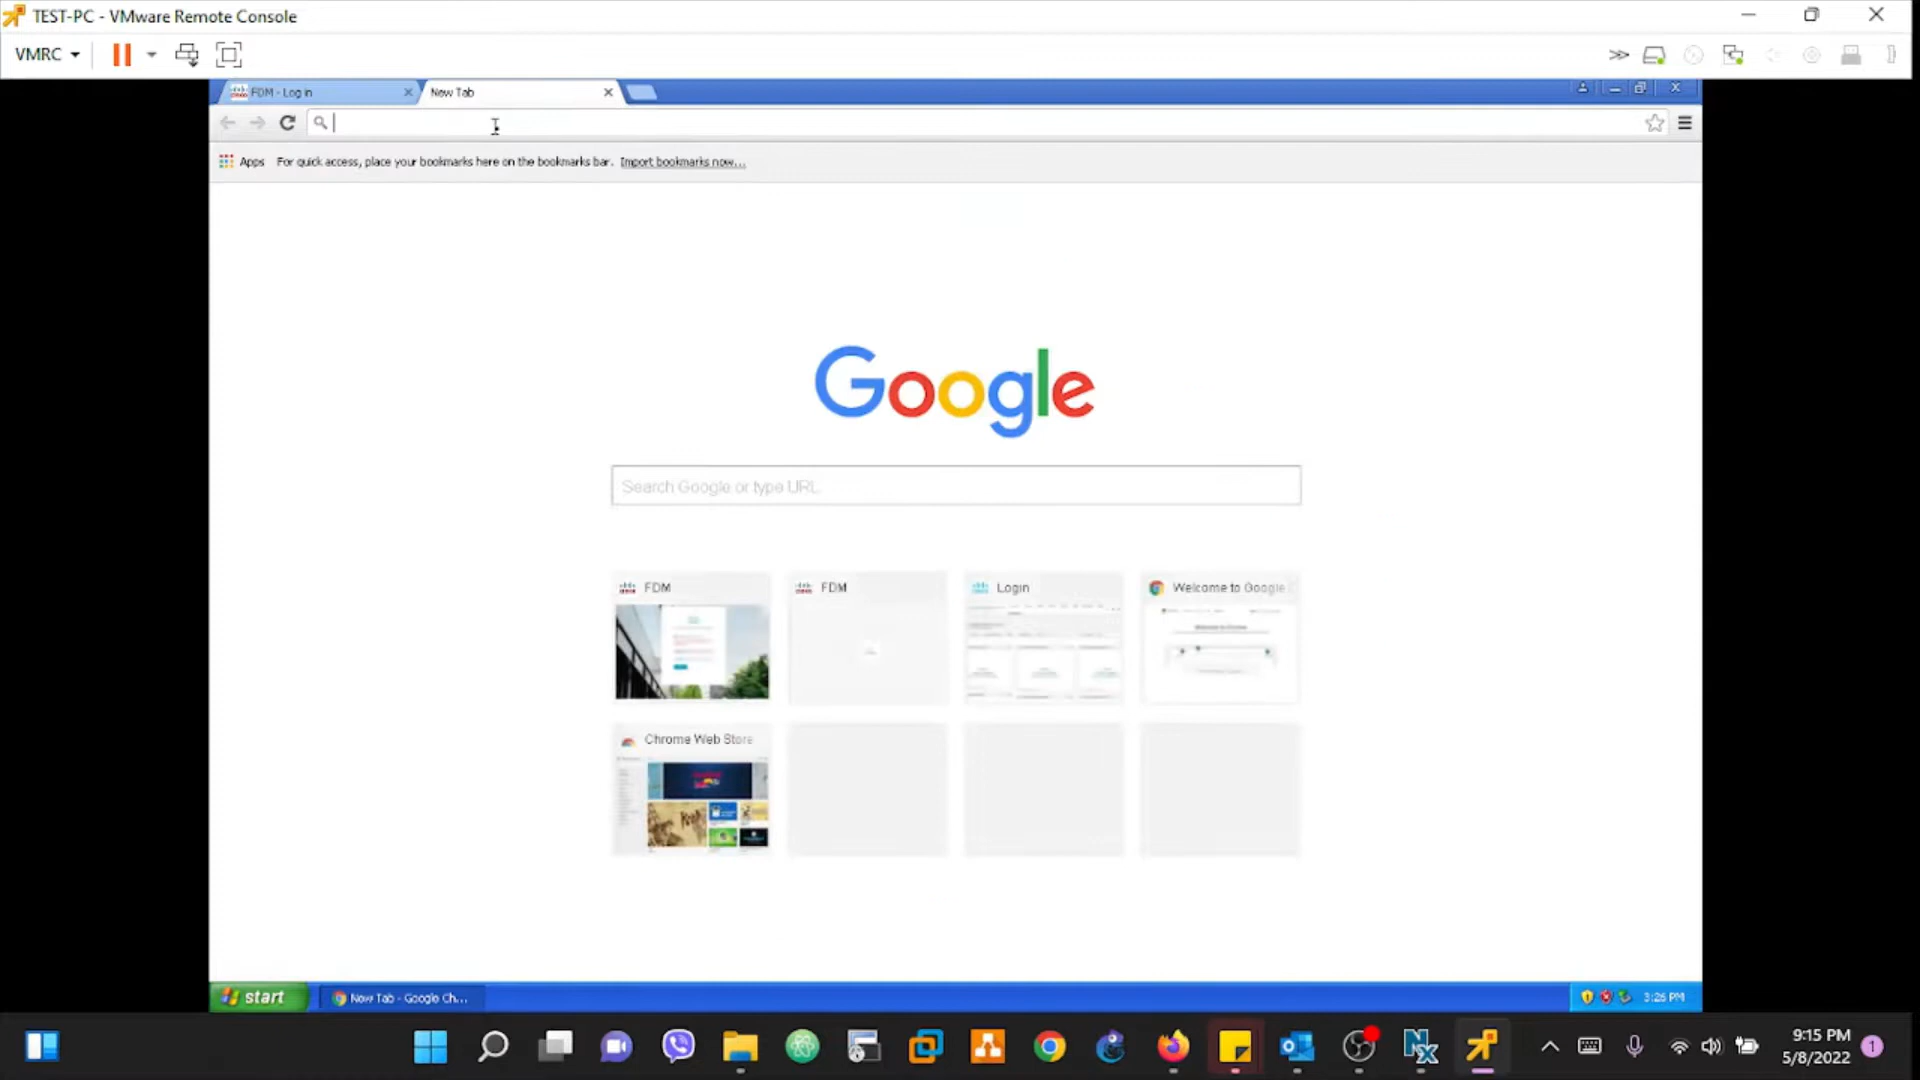 TEST-PC - VMware Remote Console
VMRC
FDM - Log in
New Tab
Apps For quick access, place your bookmarks here on the bookmarks bar. Import bookmarks now...
Google
Search Google or type URL
FDM
FDM
Login
Welcome to Google
Chrome Web Store
start
New Tab - Google Ch...
3:26 PM
9:15 PM
5/8/2022
1